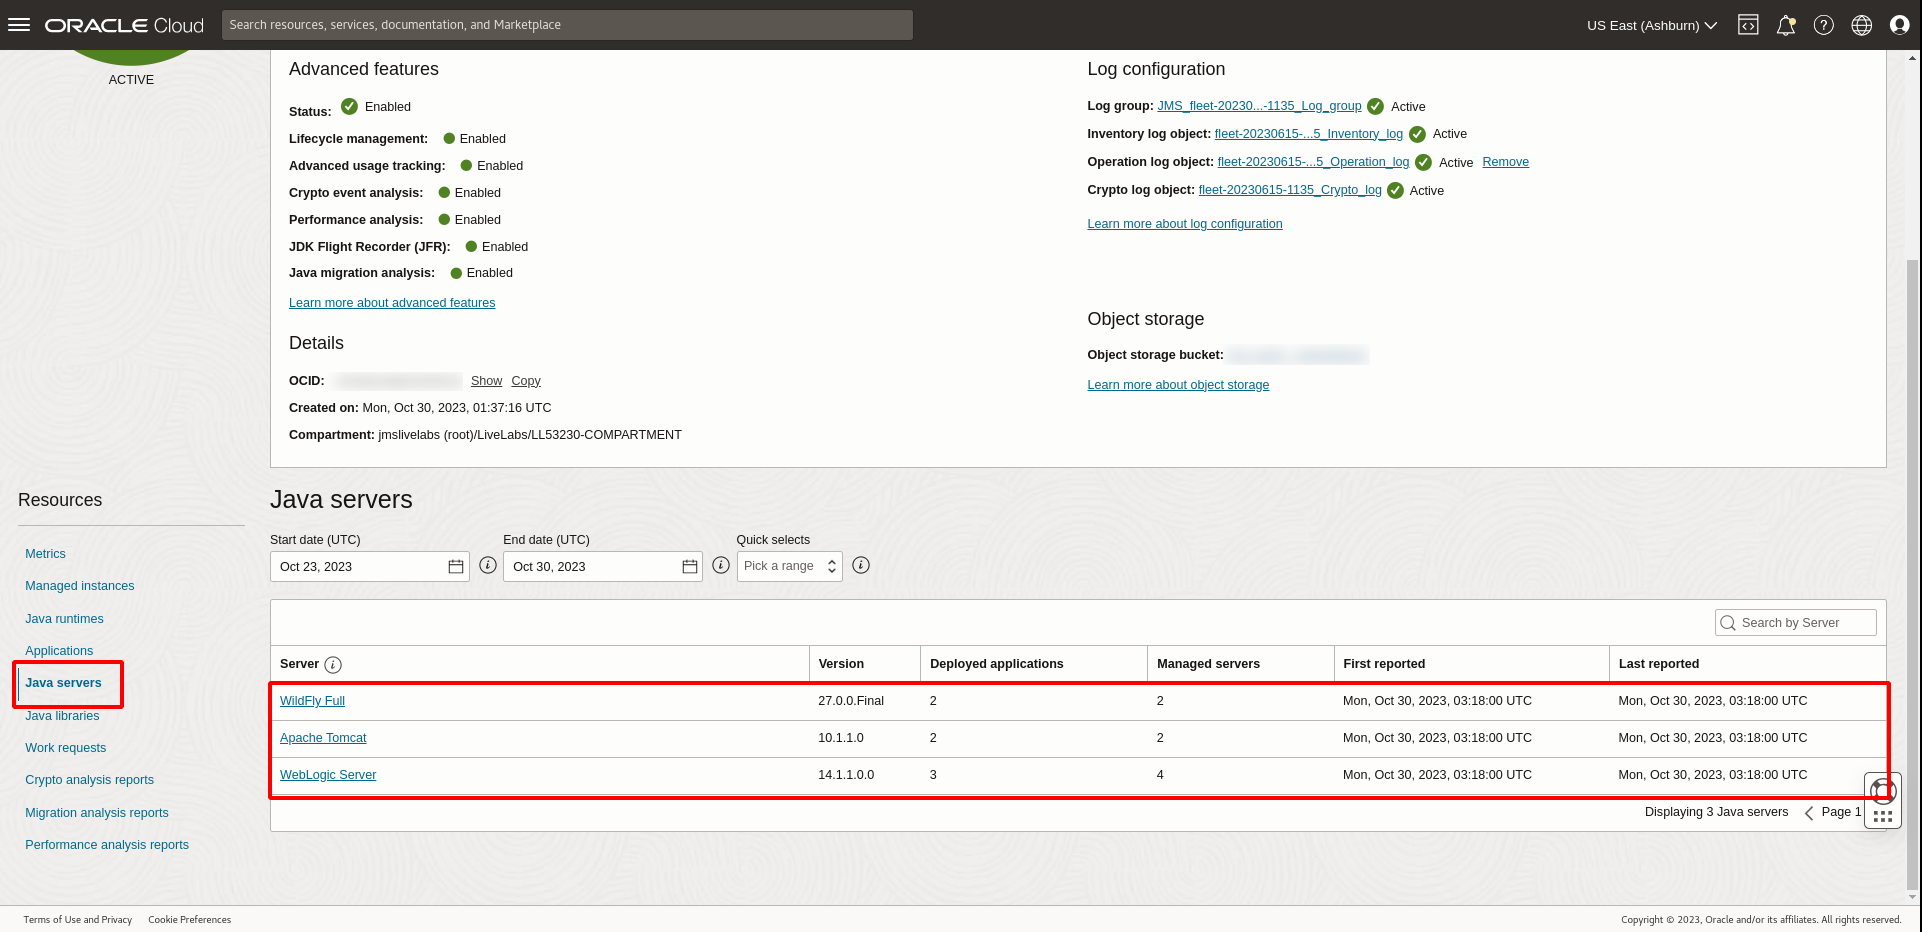 ORACLE Cloud
Search resources, services, documentation, and Marketplace
US East (Ashburn)
ACTIVE
Advanced features
Status: Enabled
Lifecycle management: Enabled
Advanced usage tracking: Enabled
Crypto event analysis: Enabled
Performance analysis: Enabled
JDK Flight Recorder (JFR): Enabled
Java migration analysis: Enabled
Learn more about advanced features
Details
OCID: Show Copy
Created on: Mon, Oct 30, 2023, 01:37:16 UTC
Compartment: jmslivelabs (root)/LiveLabs/LL53230-COMPARTMENT
Log configuration
Log group: JMS_fleet-20230...-1135_Log_group Active
Inventory log object: fleet-20230615-...5_Inventory_log Active
Operation log object: fleet-20230615-...5_Operation_log Active Remove
Crypto log object: fleet-20230615-1135_Crypto_log Active
Learn more about log configuration
Object storage
Object storage bucket:
Learn more about object storage
Resources
Metrics
Managed instances
Java runtimes
Applications
Java servers
Java libraries
Work requests
Crypto analysis reports
Migration analysis reports
Performance analysis reports
Java servers
Start date (UTC) End date (UTC) Quick selects
Oct 23, 2023 Oct 30, 2023 Pick a range
Search by Server
Server Version Deployed applications Managed servers First reported Last reported
WildFly Full 27.0.0.Final 2 2 Mon, Oct 30, 2023, 03:18:00 UTC Mon, Oct 30, 2023, 03:18:00 UTC
Apache Tomcat 10.1.1.0 2 2 Mon, Oct 30, 2023, 03:18:00 UTC Mon, Oct 30, 2023, 03:18:00 UTC
WebLogic Server 14.1.1.0.0 3 4 Mon, Oct 30, 2023, 03:18:00 UTC Mon, Oct 30, 2023, 03:18:00 UTC
Displaying 3 Java servers Page 1
Terms of Use and Privacy Cookie Preferences
Copyright © 2023, Oracle and/or its affiliates. All rights reserved.